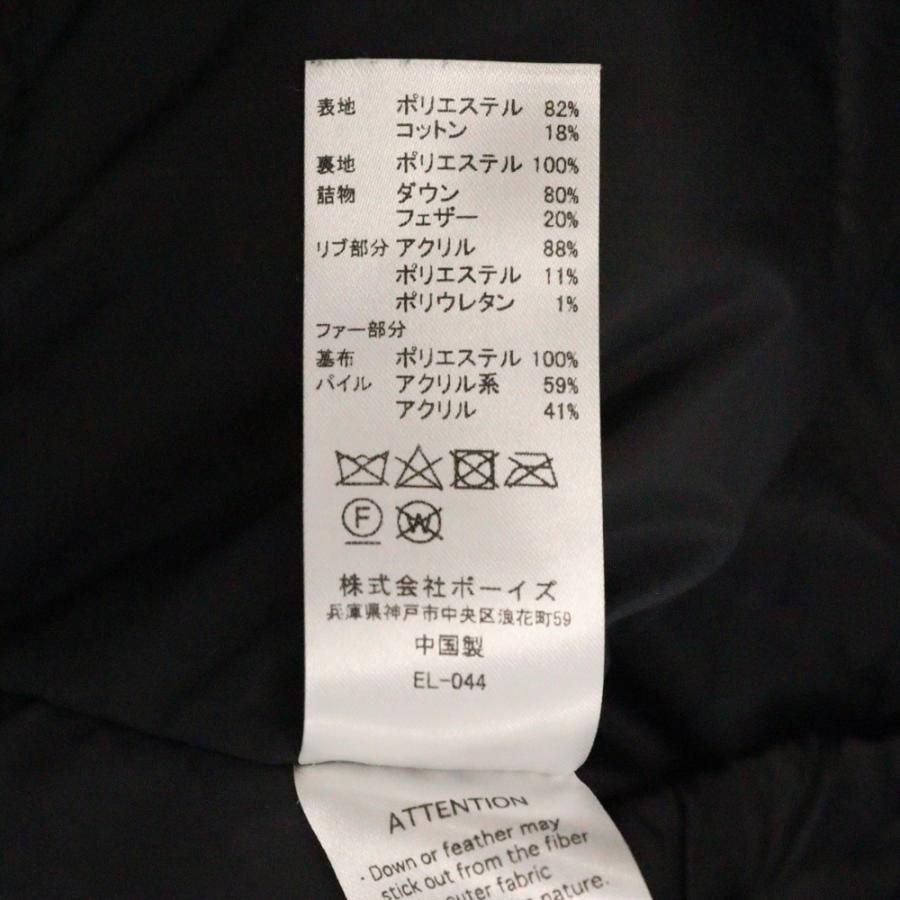 表地 ポリエステル 82%
コットン 18%
裏地 ポリエステル 100%
詰物 ダウン 80%
フェザー 20%
リブ部分 アクリル 88%
ポリエステル 11%
ポリウレタン 1%
ファー部分
基布 ポリエステル 100%
パイル アクリル系 59%
アクリル 41%
F W
株式会社ボーイズ
兵庫県神戸市中央区浪花町59
中国製
EL-044
ATTENTION
・Down or feather may
stick out from the fiber
outer fabric
nature.